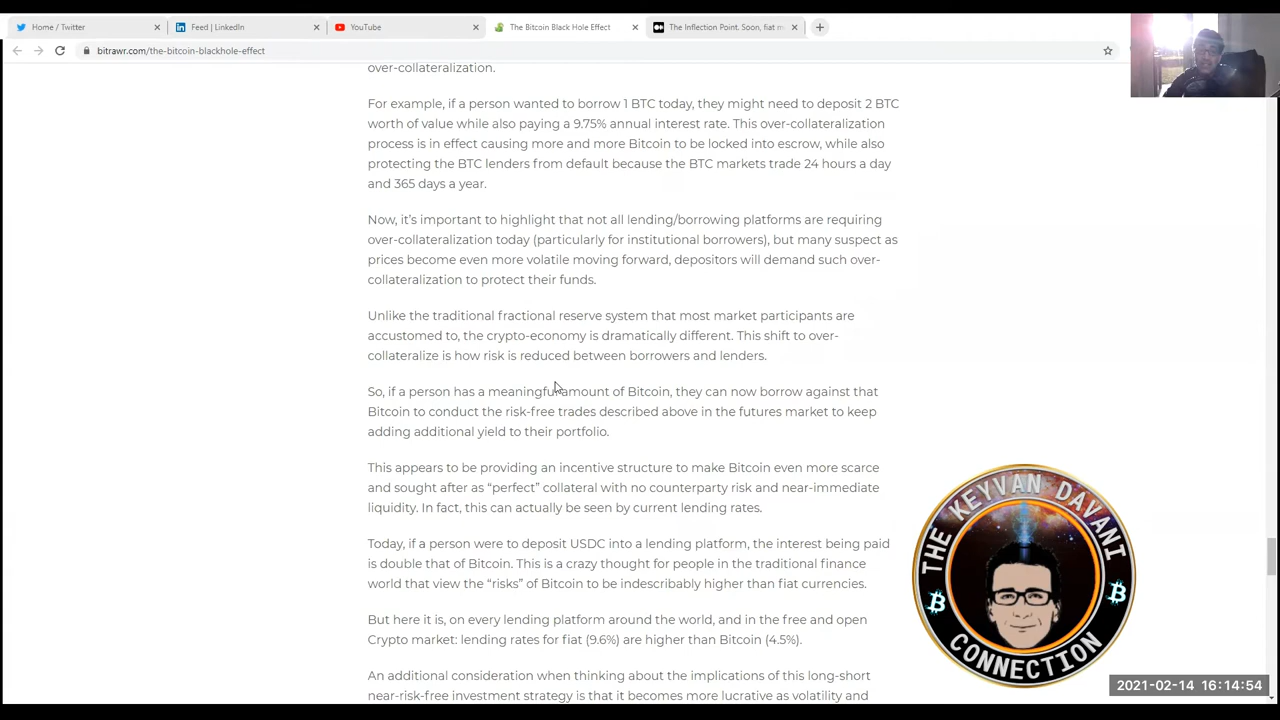 Home / Twitter
Feed | LinkedIn
YouTube
The Bitcoin Black Hole Effect
The Inflection Point. Soon, fiat m
bitrawr.com/the-bitcoin-blackhole-effect
over-collateralization.
For example, if a person wanted to borrow 1 BTC today, they might need to deposit 2 BTC
worth of value while also paying a 9.75% annual interest rate. This over-collateralization
process is in effect causing more and more Bitcoin to be locked into escrow, while also
protecting the BTC lenders from default because the BTC markets trade 24 hours a day
and 365 days a year.
Now, it’s important to highlight that not all lending/borrowing platforms are requiring
over-collateralization today (particularly for institutional borrowers), but many suspect as
prices become even more volatile moving forward, depositors will demand such over-
collateralization to protect their funds.
Unlike the traditional fractional reserve system that most market participants are
accustomed to, the crypto-economy is dramatically different. This shift to over-
collateralize is how risk is reduced between borrowers and lenders.
So, if a person has a meaningful amount of Bitcoin, they can now borrow against that
Bitcoin to conduct the risk-free trades described above in the futures market to keep
adding additional yield to their portfolio.
This appears to be providing an incentive structure to make Bitcoin even more scarce
and sought after as “perfect” collateral with no counterparty risk and near-immediate
liquidity. In fact, this can actually be seen by current lending rates.
Today, if a person were to deposit USDC into a lending platform, the interest being paid
is double that of Bitcoin. This is a crazy thought for people in the traditional finance
world that view the “risks” of Bitcoin to be indescribably higher than fiat currencies.
But here it is, on every lending platform around the world, and in the free and open
Crypto market: lending rates for fiat (9.6%) are higher than Bitcoin (4.5%).
An additional consideration when thinking about the implications of this long-short
near-risk-free investment strategy is that it becomes more lucrative as volatility and
THE KEYVAN DAVANI
CONNECTION
2021-02-14 16:14:54